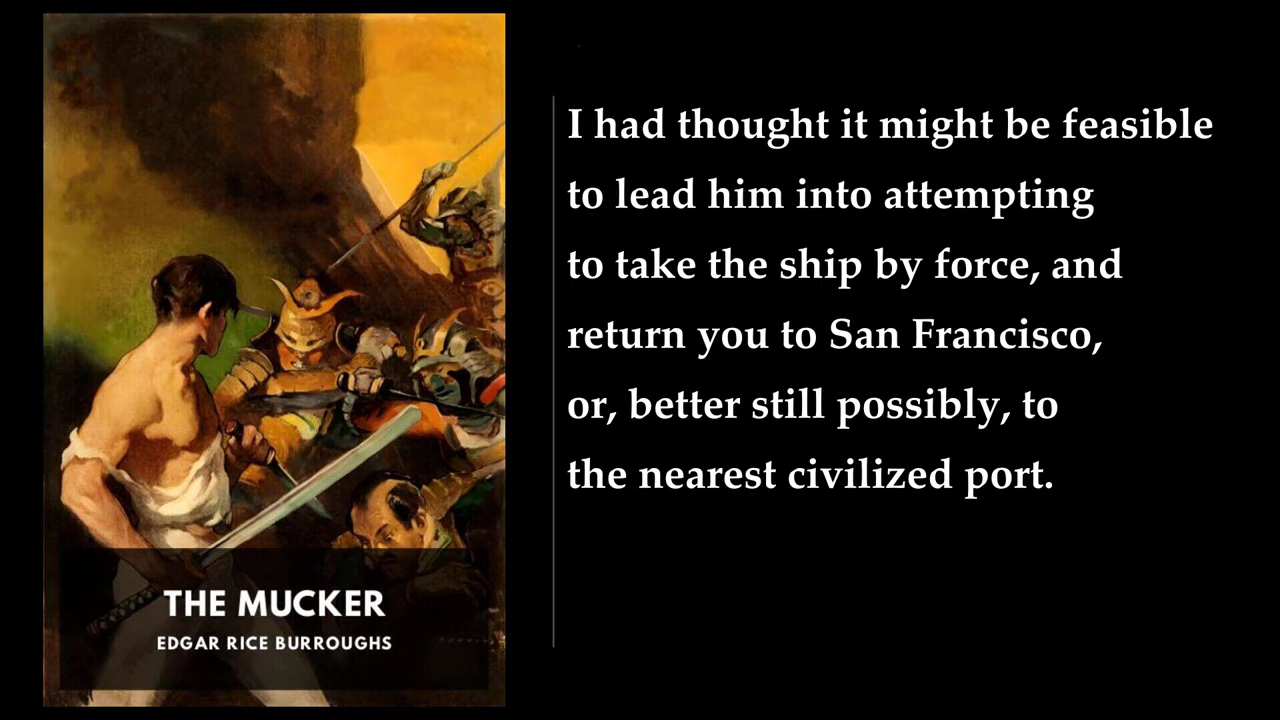 THE MUCKER
EDGAR RICE BURROUGHS
I had thought it might be feasible
to lead him into attempting
to take the ship by force, and
return you to San Francisco,
or, better still possibly, to
the nearest civilized port.